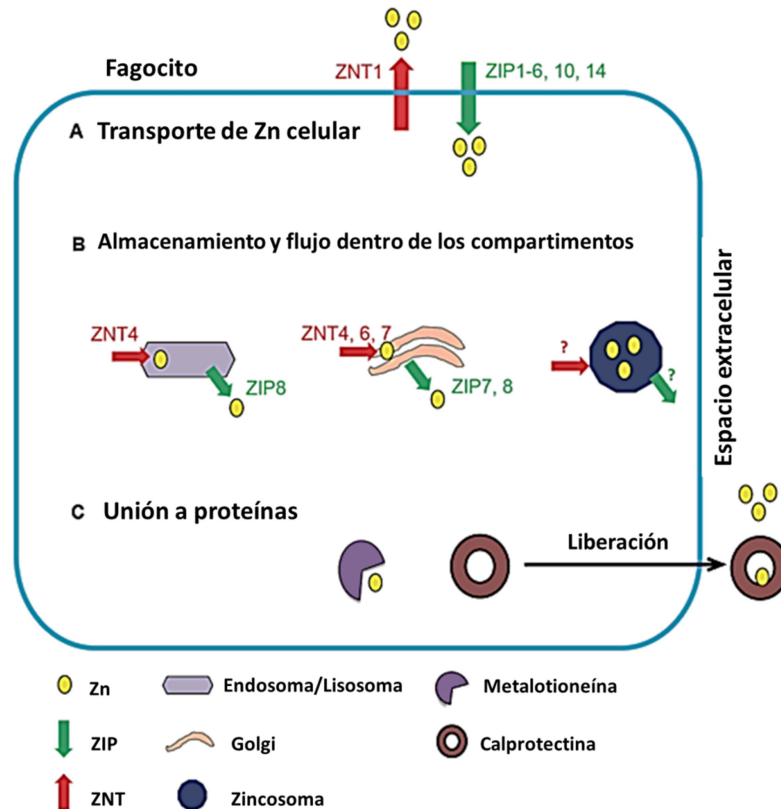 Fagocito
ZNT1
ZIP1-6, 10, 14
A Transporte de Zn celular
B Almacenamiento y flujo dentro de los compartimentos
ZNT4
ZIP8
ZNT4, 6, 7
ZIP7, 8
?
?
Espacio extracelular
C Unión a proteínas
Liberación
Zn
Endosoma/Lisosoma
Metalotioneína
ZIP
Golgi
Calprotectina
ZNT
Zincosoma